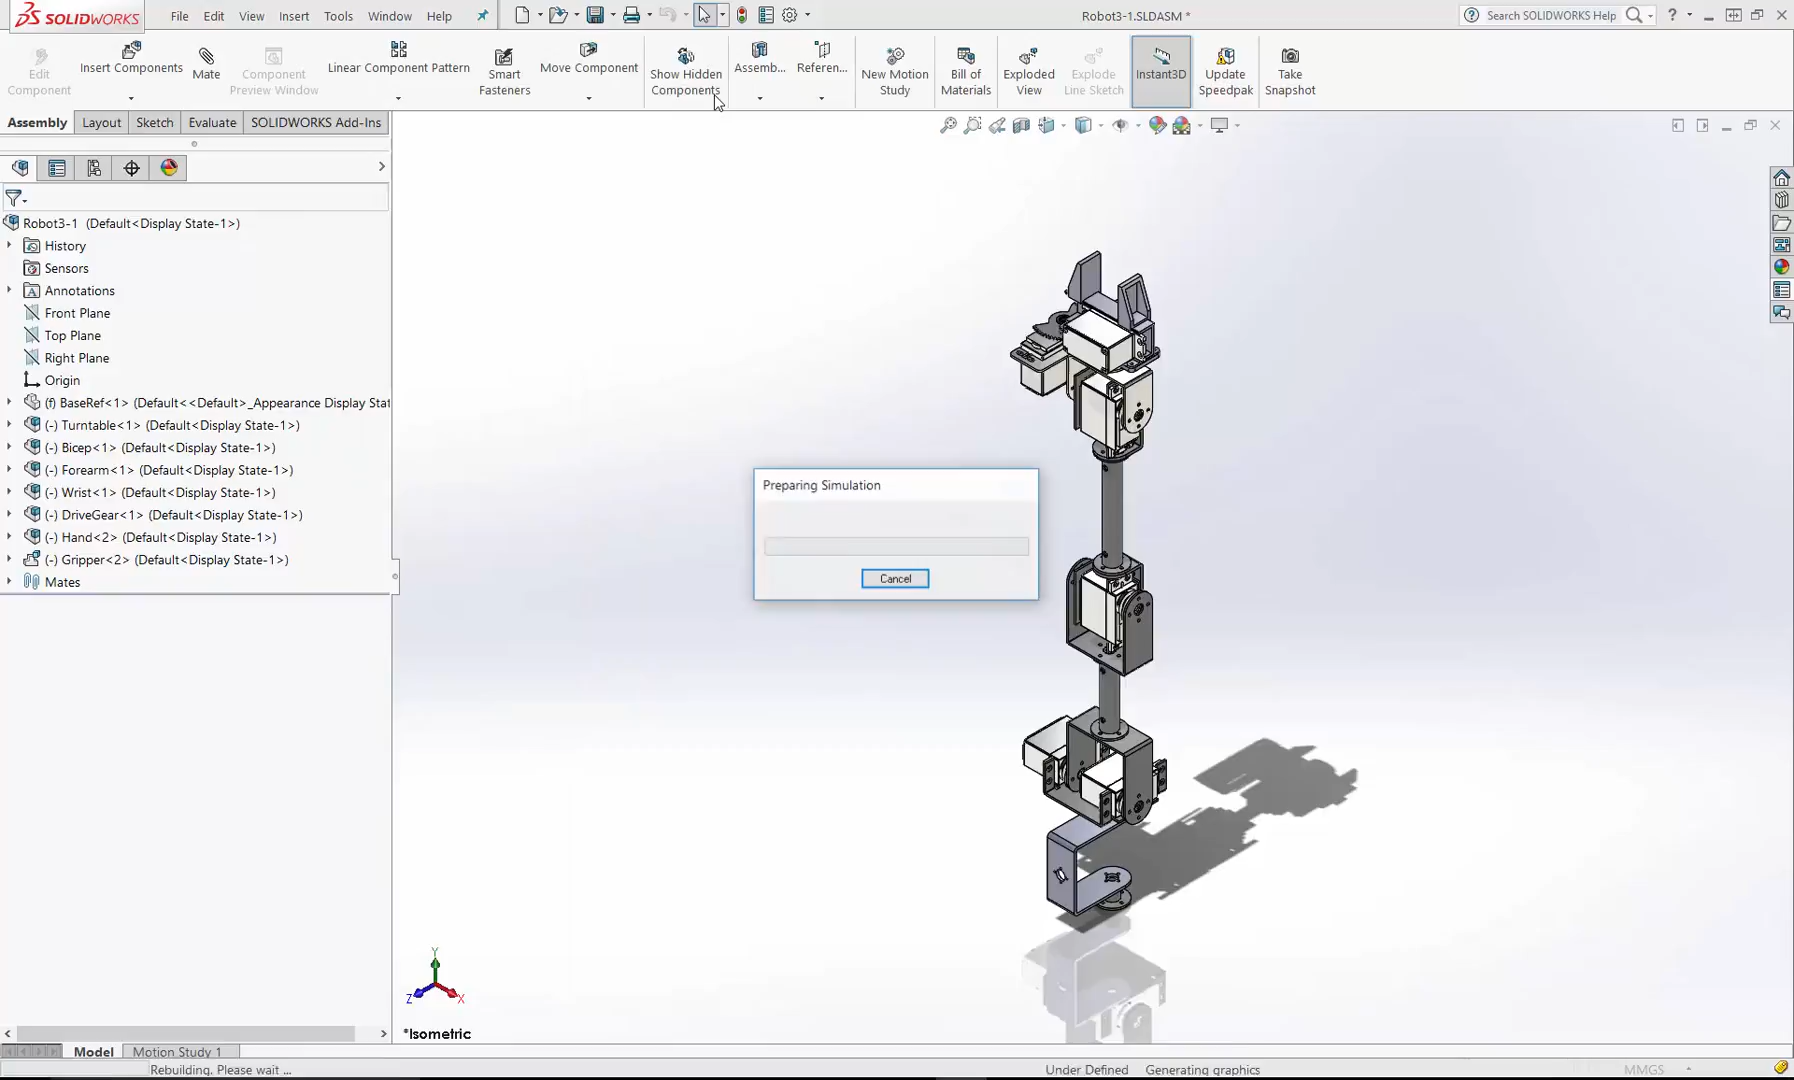 SOLIDWORKS File Edit View Insert Tools Window Help Robot3-1.SLDASM * Search SOLIDWORKS Help
Edit Component
Insert Components
Mate
Component Preview Window
Linear Component Pattern
Smart Fasteners
Move Component
Show Hidden Components
Assemb...
Referen...
New Motion Study
Bill of Materials
Exploded View
Explode Line Sketch
Instant3D
Update Speedpak
Take Snapshot
Assembly Layout Sketch Evaluate SOLIDWORKS Add-Ins
Robot3-1 (Default<Display State-1>)
History
Sensors
Annotations
Front Plane
Top Plane
Right Plane
Origin
(f) BaseRef<1> (Default<<Default>_Appearance Display Stat
(-) Turntable<1> (Default<Display State-1>)
(-) Bicep<1> (Default<Display State-1>)
(-) Forearm<1> (Default<Display State-1>)
(-) Wrist<1> (Default<Display State-1>)
(-) DriveGear<1> (Default<Display State-1>)
(-) Hand<2> (Default<Display State-1>)
(-) Gripper<2> (Default<Display State-1>)
Mates
Preparing Simulation
Cancel
Y
Z X
*Isometric
Model Motion Study 1
Rebuilding. Please wait ... Under Defined Generating graphics MMGS